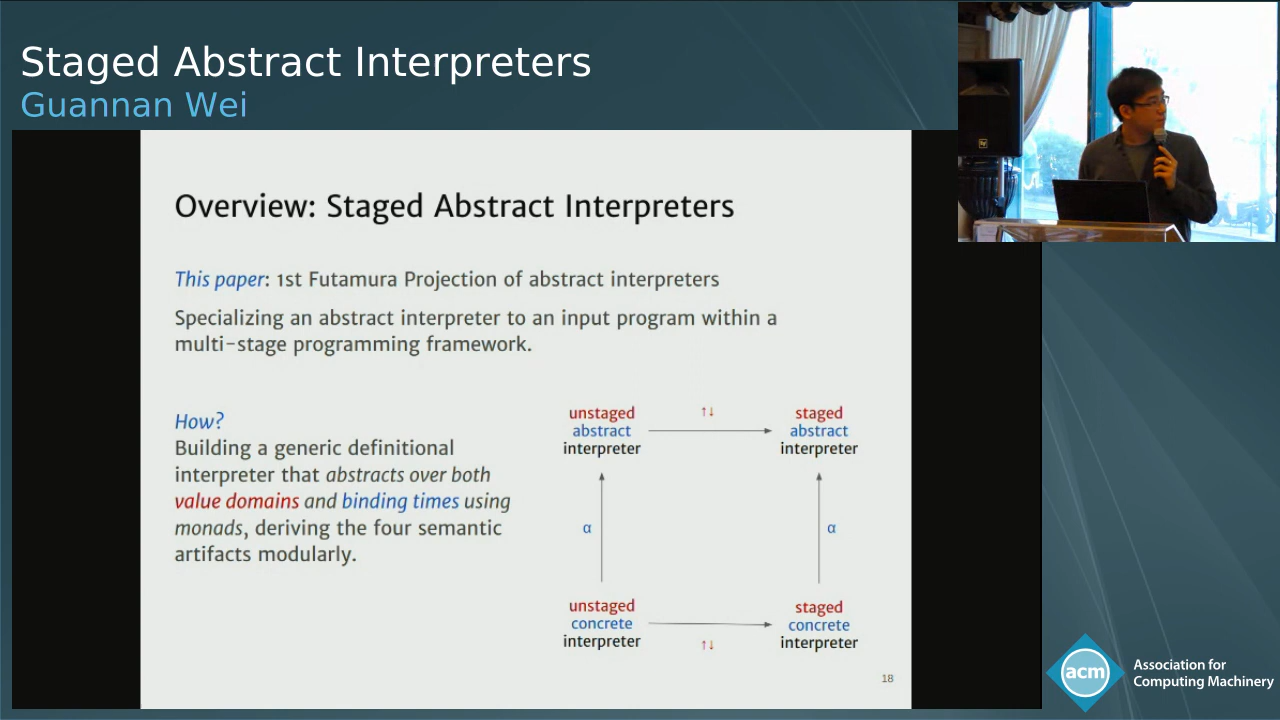 Staged Abstract Interpreters
Guannan Wei
Overview: Staged Abstract Interpreters
This paper: 1st Futamura Projection of abstract interpreters
Specializing an abstract interpreter to an input program within a
multi-stage programming framework.
How?
Building a generic definitional
interpreter that abstracts over both
value domains and binding times using
monads, deriving the four semantic
artifacts modularly.
unstaged
abstract
interpreter
↑↓
staged
abstract
interpreter
α
α
unstaged
concrete
interpreter
↑↓
staged
concrete
interpreter
18
acm
Association for
Computing Machinery